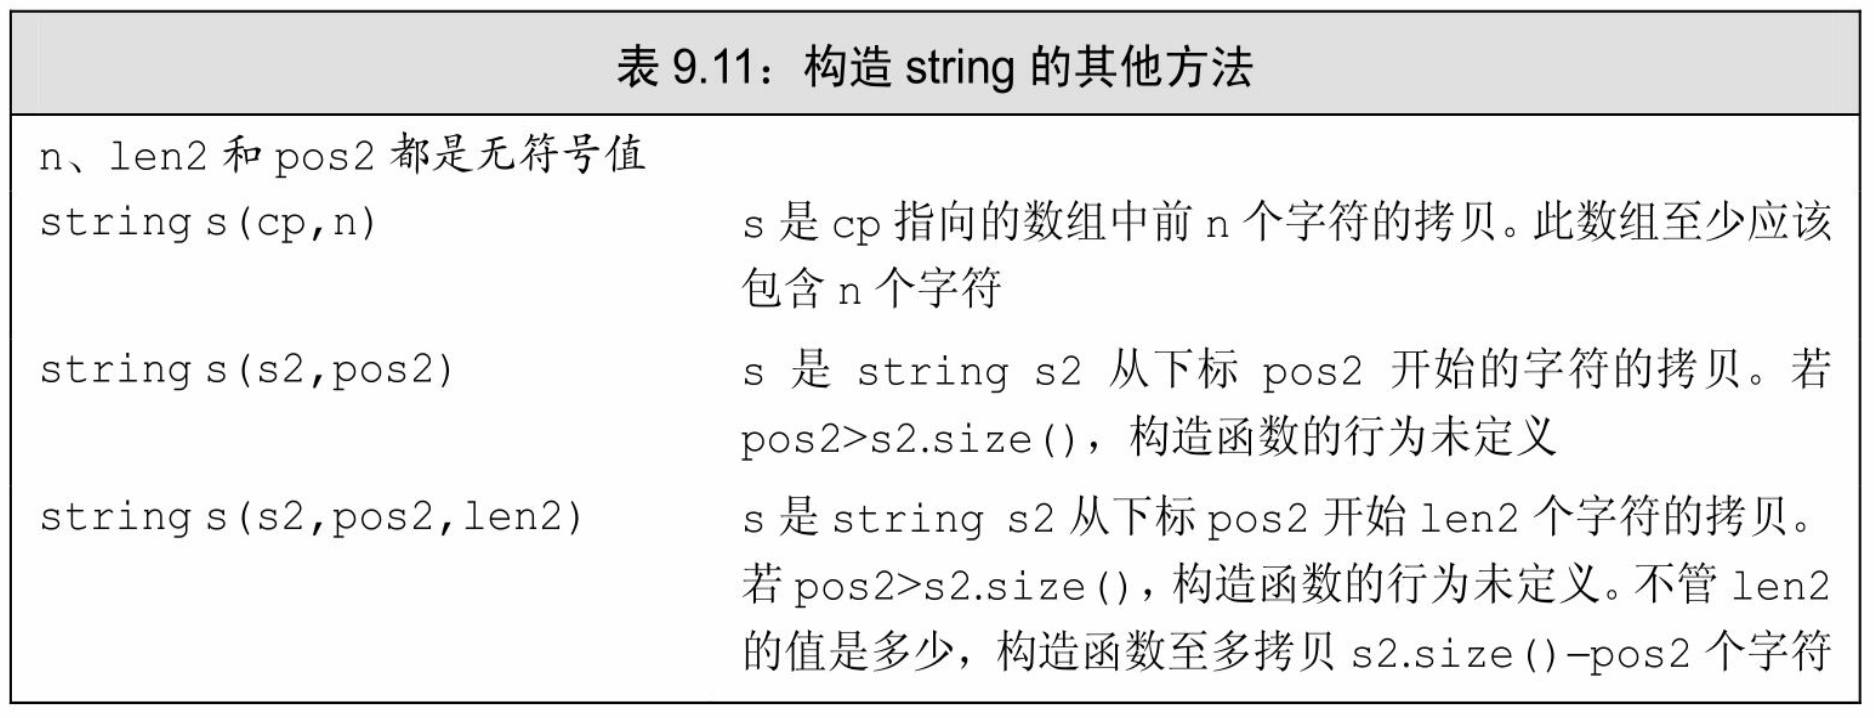 表 9.11：构造 string 的其他方法
n、len2 和 pos2 都是无符号值
string s(cp,n)
s 是 cp 指向的数组中前 n 个字符的拷贝。此数组至少应该
包含 n 个字符
string s(s2,pos2)
s 是 string s2 从下标 pos2 开始的字符的拷贝。若
pos2>s2.size()，构造函数的行为未定义
string s(s2,pos2,len2)
s 是 string s2 从下标 pos2 开始 len2 个字符的拷贝。
若 pos2>s2.size()，构造函数的行为未定义。不管 len2
的值是多少，构造函数至多拷贝 s2.size()–pos2 个字符